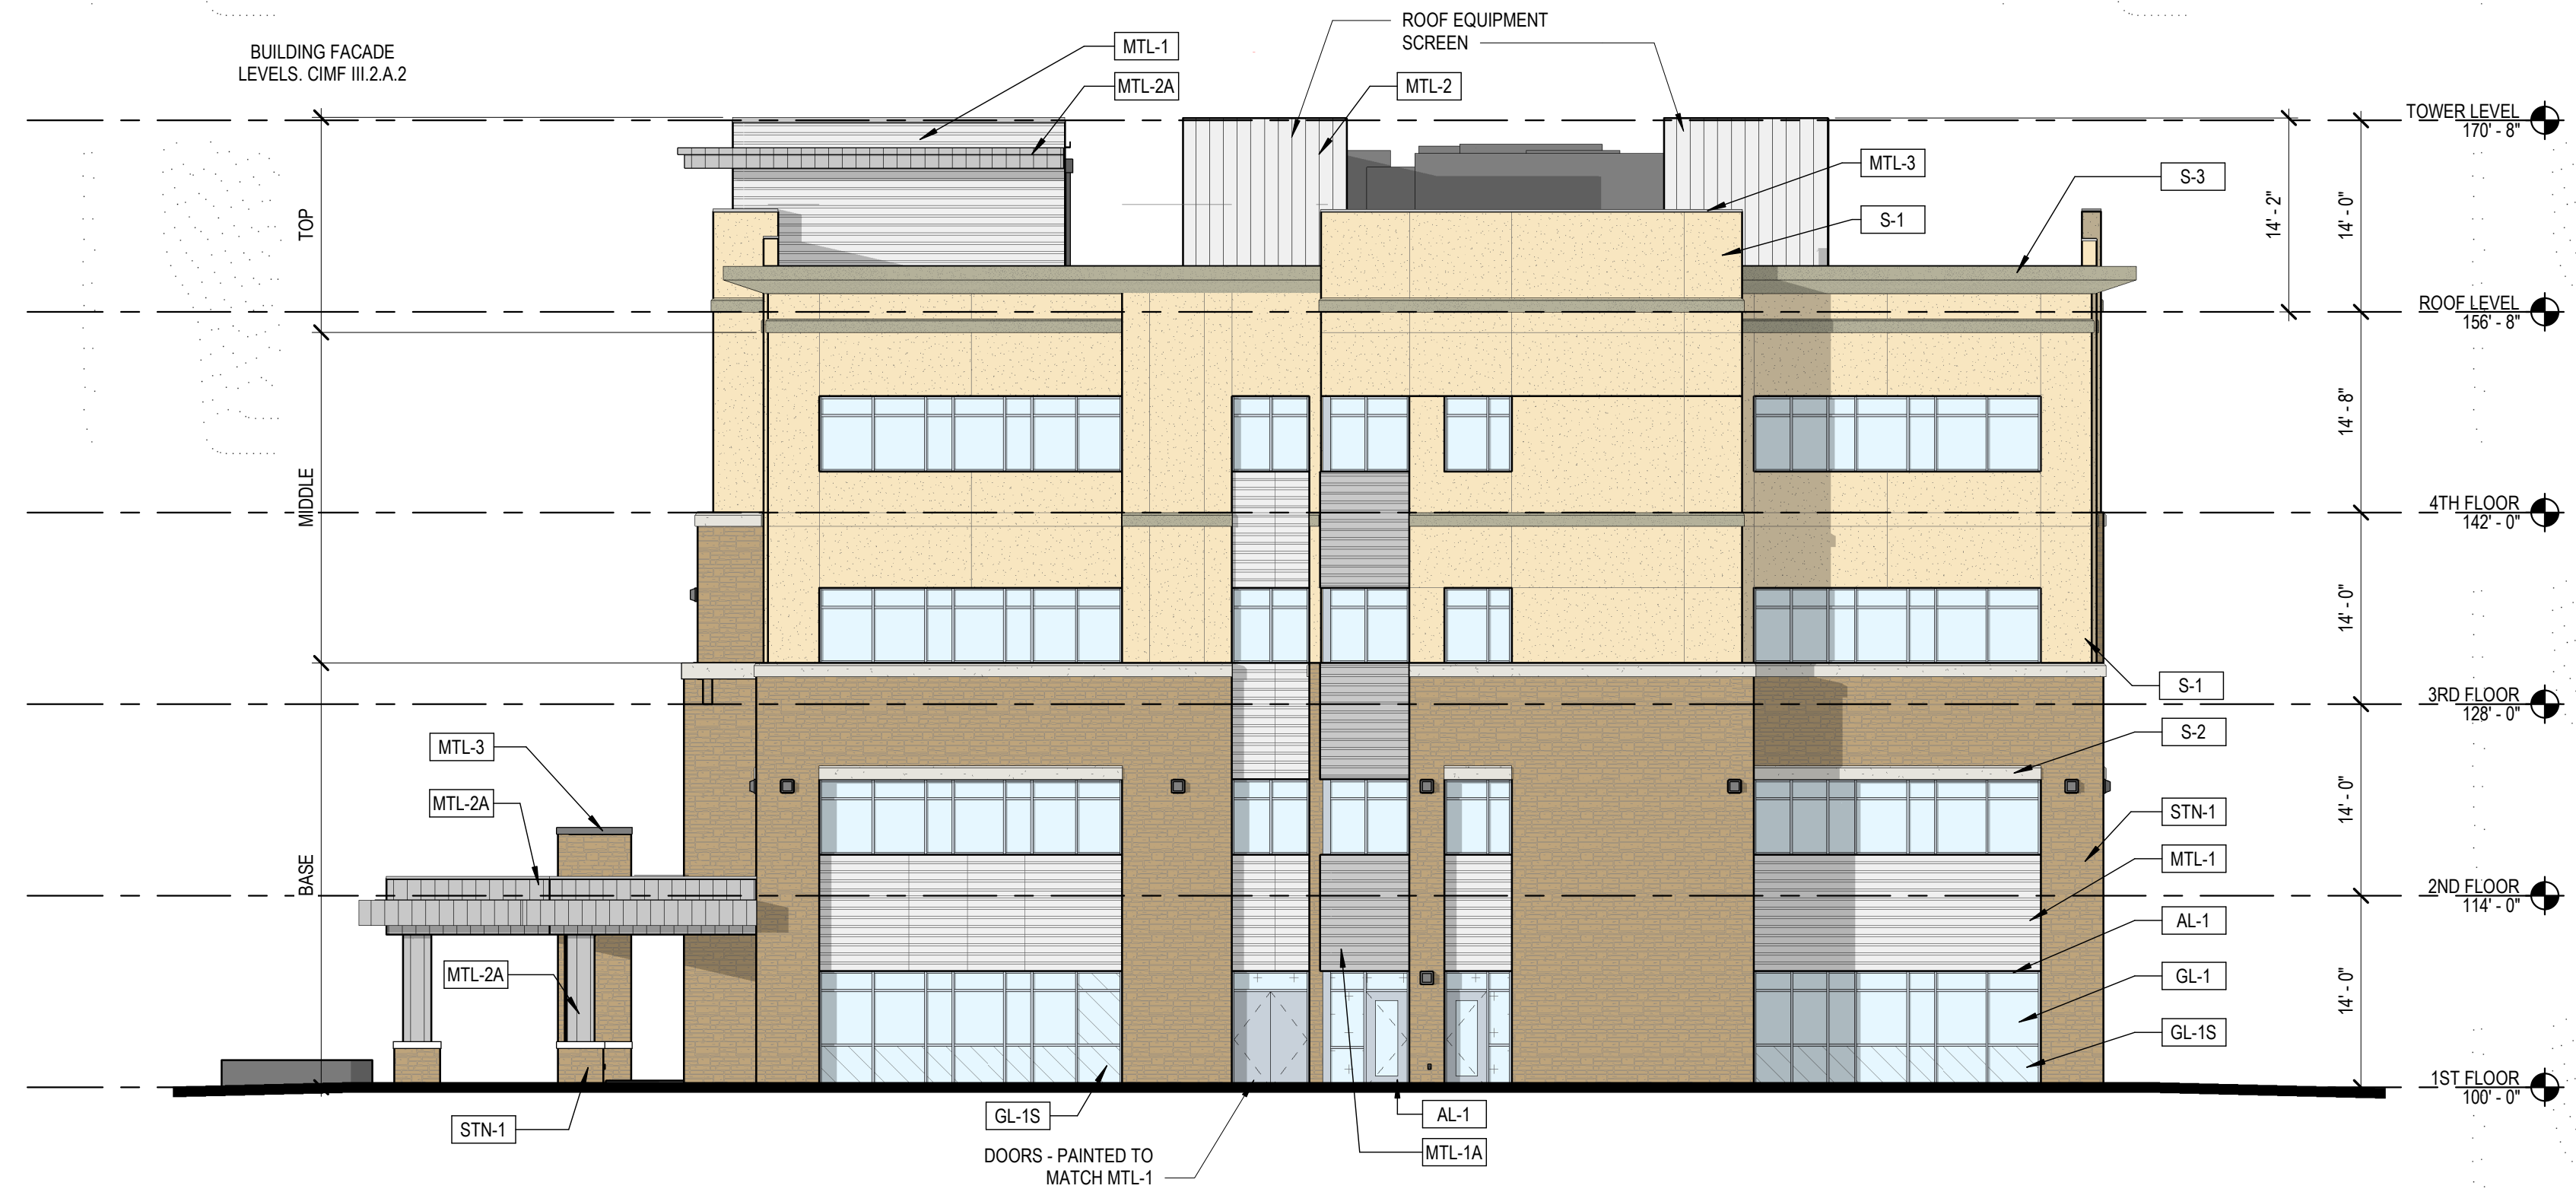 ROOF EQUIPMENT
SCREEN
BUILDING FACADE
LEVELS. CIMF III.2.A.2
MTL-1
MTL-2A
MTL-2
TOWER LEVEL
170' - 8"
MTL-3
S-3
S-1
TOP
14' - 2"
14' - 0"
ROOF LEVEL
156' - 8"
14' - 8"
MIDDLE
4TH FLOOR
142' - 0"
14' - 0"
S-1
3RD FLOOR
128' - 0"
S-2
MTL-3
MTL-2A
14' - 0"
STN-1
MTL-1
BASE
2ND FLOOR
114' - 0"
AL-1
MTL-2A
GL-1
14' - 0"
GL-1S
1ST FLOOR
100' - 0"
STN-1
GL-1S
AL-1
MTL-1A
DOORS - PAINTED TO
MATCH MTL-1